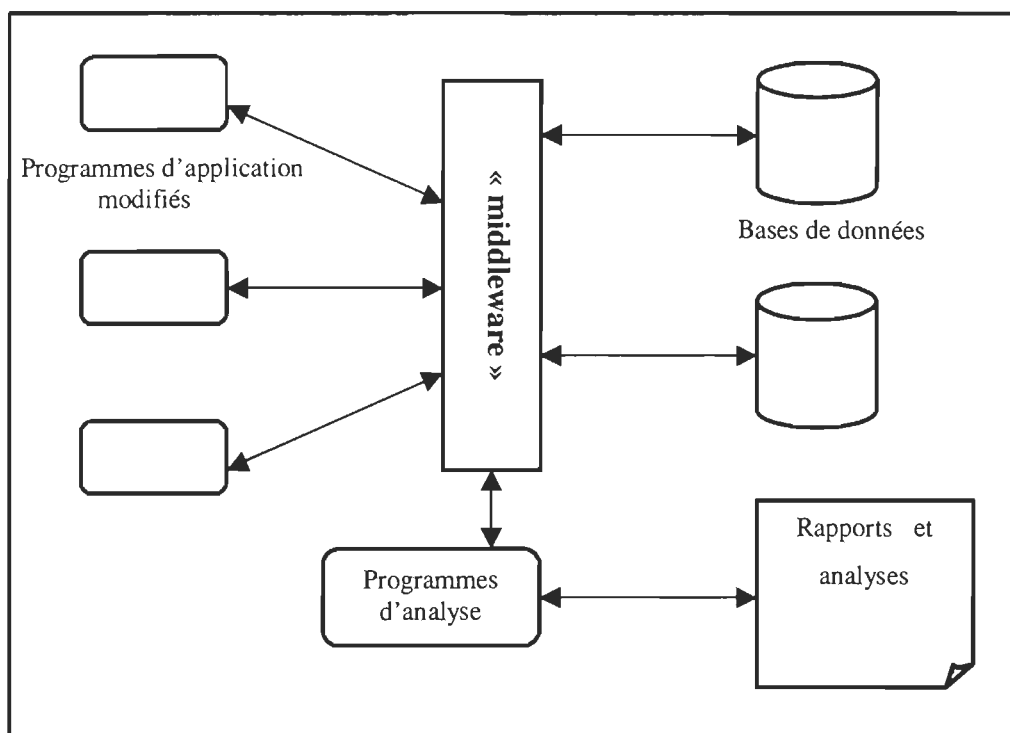 Programmes d'application
modifiés
« middleware »
Bases de données
Rapports et
analyses
Programmes
d'analyse